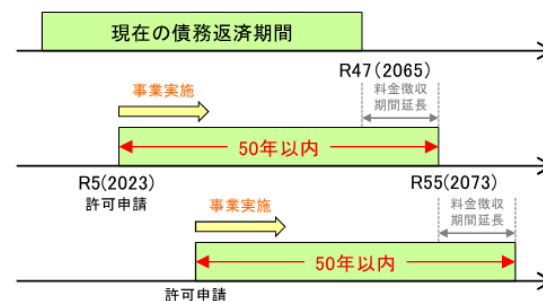 現在の債務返済期間
R47(2065)
事業実施
料金徴収
期間延長
50年以内
R5(2023)
許可申請
R55(2073)
事業実施
料金徴収
期間延長
50年以内
許可申請